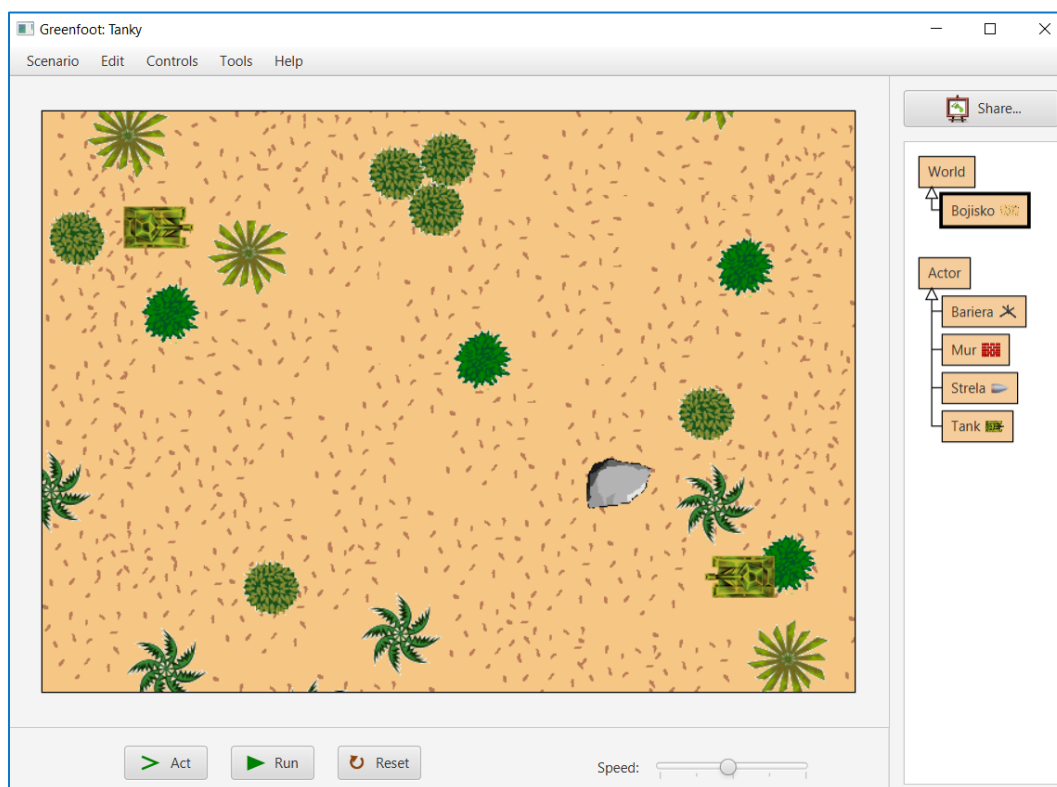 Greenfoot: Tanky
Scenario Edit Controls Tools Help
Share...
World
Bojisko
Actor
Bariera
Mur
Strela
Tank
Act Run Reset Speed: